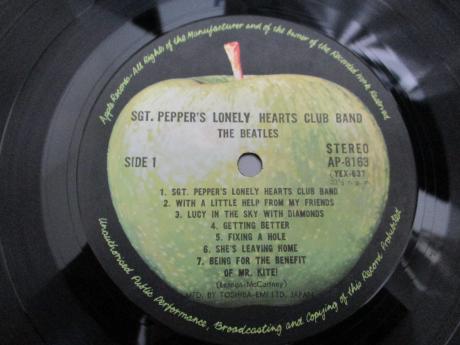 Apple Records - All Rights of the Manufacturer and of the Owner of the Recorded Work Reserved
SGT. PEPPER'S LONELY HEARTS CLUB BAND
THE BEATLES
STEREO
SIDE 1
AP-8163
(YEX-637
33⅓ r.p.m
1. SGT. PEPPER'S LONELY HEARTS CLUB BAND
2. WITH A LITTLE HELP FROM MY FRIENDS
3. LUCY IN THE SKY WITH DIAMONDS
4. GETTING BETTER
5. FIXING A HOLE
6. SHE'S LEAVING HOME
7. BEING FOR THE BENEFIT
OF MR. KITE!
(Lennon-McCartney)
MFD. BY TOSHIBA-EMI LTD. JAPAN
Unauthorised Public Performance, Broadcasting and Copying of this Record Prohibited